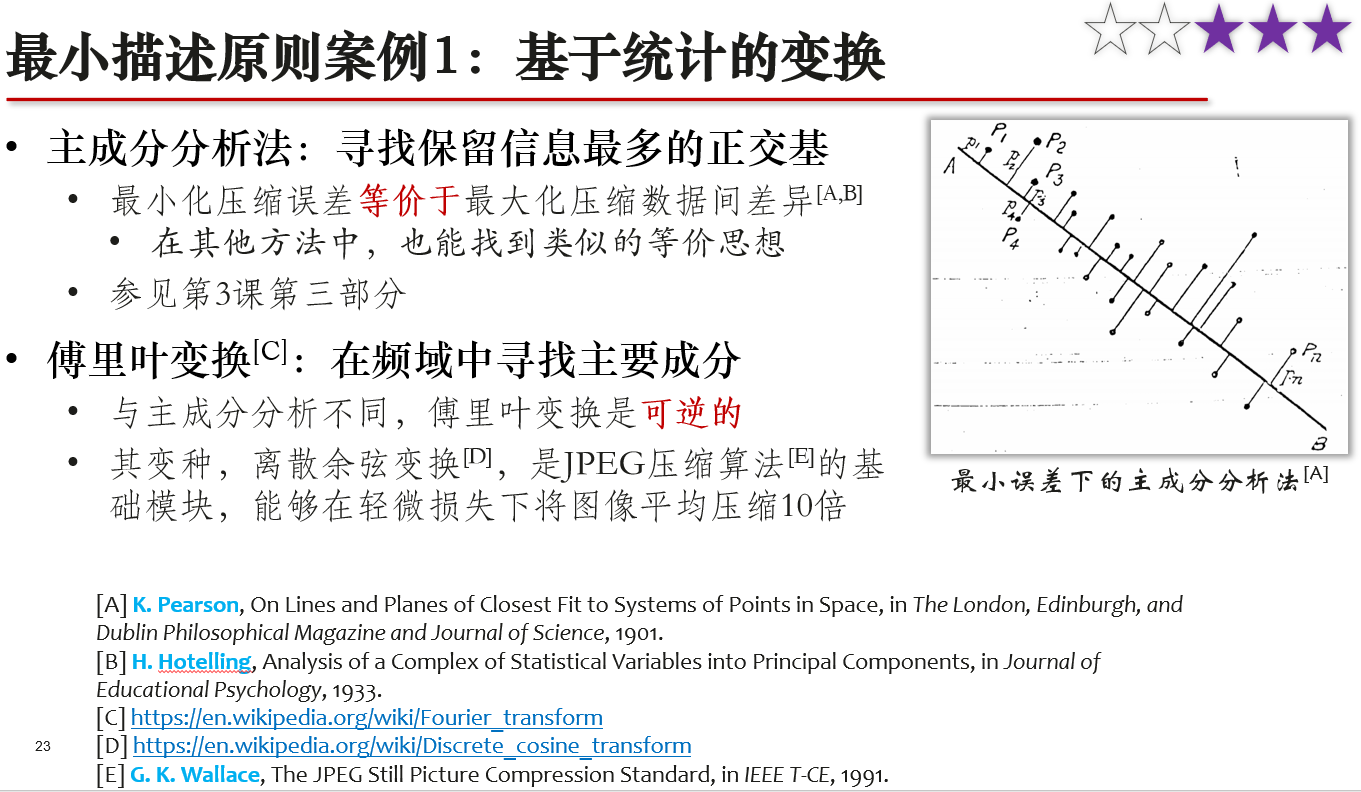 最小描述原则案例1：基于统计的变换
• 主成分分析法：寻找保留信息最多的正交基
• 最小化压缩误差等价于最大化压缩数据间差异[A,B]
• 在其他方法中，也能找到类似的等价思想
• 参见第3课第三部分
• 傅里叶变换[C]：在频域中寻找主要成分
• 与主成分分析不同，傅里叶变换是可逆的
• 其变种，离散余弦变换[D]，是JPEG压缩算法[E]的基
础模块，能够在轻微损失下将图像平均压缩10倍
A
p1
P1
p2
P2
p3
P3
p4
P4
Pn
pn
B
最小误差下的主成分分析法[A]
[A] K. Pearson, On Lines and Planes of Closest Fit to Systems of Points in Space, in The London, Edinburgh, and
Dublin Philosophical Magazine and Journal of Science, 1901.
[B] H. Hotelling, Analysis of a Complex of Statistical Variables into Principal Components, in Journal of
Educational Psychology, 1933.
[C] https://en.wikipedia.org/wiki/Fourier_transform
[D] https://en.wikipedia.org/wiki/Discrete_cosine_transform
[E] G. K. Wallace, The JPEG Still Picture Compression Standard, in IEEE T-CE, 1991.
23